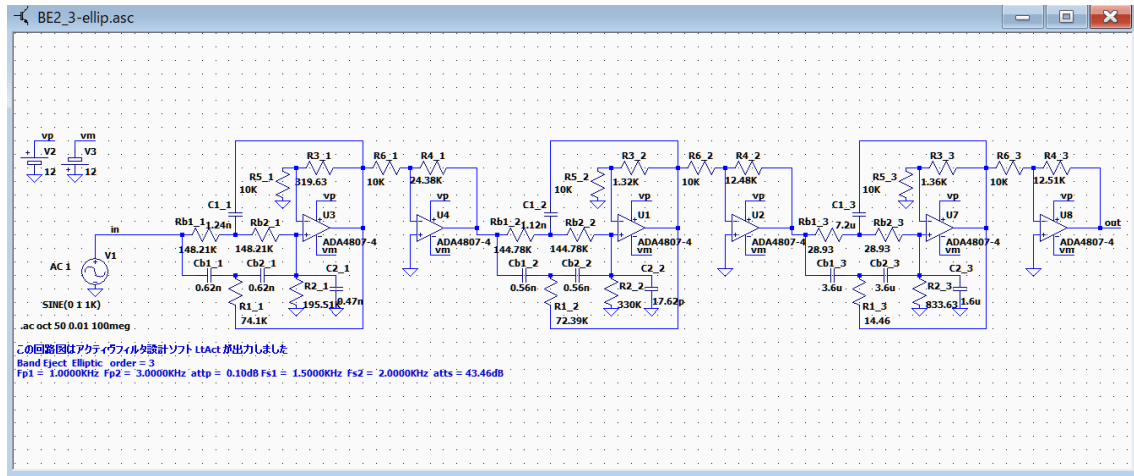 BE2_3-ellip.asc
vp
vm
V2
12
V3
12
in
V1
AC 1
SINE(0 1 1K)
.ac oct 50 0.01 100meg
R3_1
319.63
R5_1
10K
R6_1
10K
R4_1
24.38K
C1_1
1.24n
Rb1_1
148.21K
Rb2_1
148.21K
vp
U3
ADA4807-4
vm
vp
U4
ADA4807-4
vm
Cb1_1
0.62n
Cb2_1
0.62n
R1_1
74.1K
R2_1
195.51K
C2_1
0.47n
R3_2
1.32K
R5_2
10K
R6_2
10K
R4_2
12.48K
C1_2
1.12n
Rb1_2
144.78K
Rb2_2
144.78K
vp
U1
ADA4807-4
vm
vp
U2
ADA4807-4
vm
Cb1_2
0.56n
Cb2_2
0.56n
R1_2
72.39K
R2_2
330K
C2_2
17.62p
R3_3
1.36K
R5_3
10K
R6_3
10K
R4_3
12.51K
C1_3
7.2u
Rb1_3
28.93
Rb2_3
28.93
vp
U7
ADA4807-4
vm
vp
U8
ADA4807-4
vm
out
Cb1_3
3.6u
Cb2_3
3.6u
R1_3
14.46
R2_3
833.63
C2_3
1.6u
この回路図はアクティヴフィルタ設計ソフト LtAct が出力しました
Band Eject Elliptic order = 3
Fp1 = 1.0000KHz Fp2 = 3.0000KHz attp = 0.10dB Fs1 = 1.5000KHz Fs2 = 2.0000KHz atts = 43.46dB